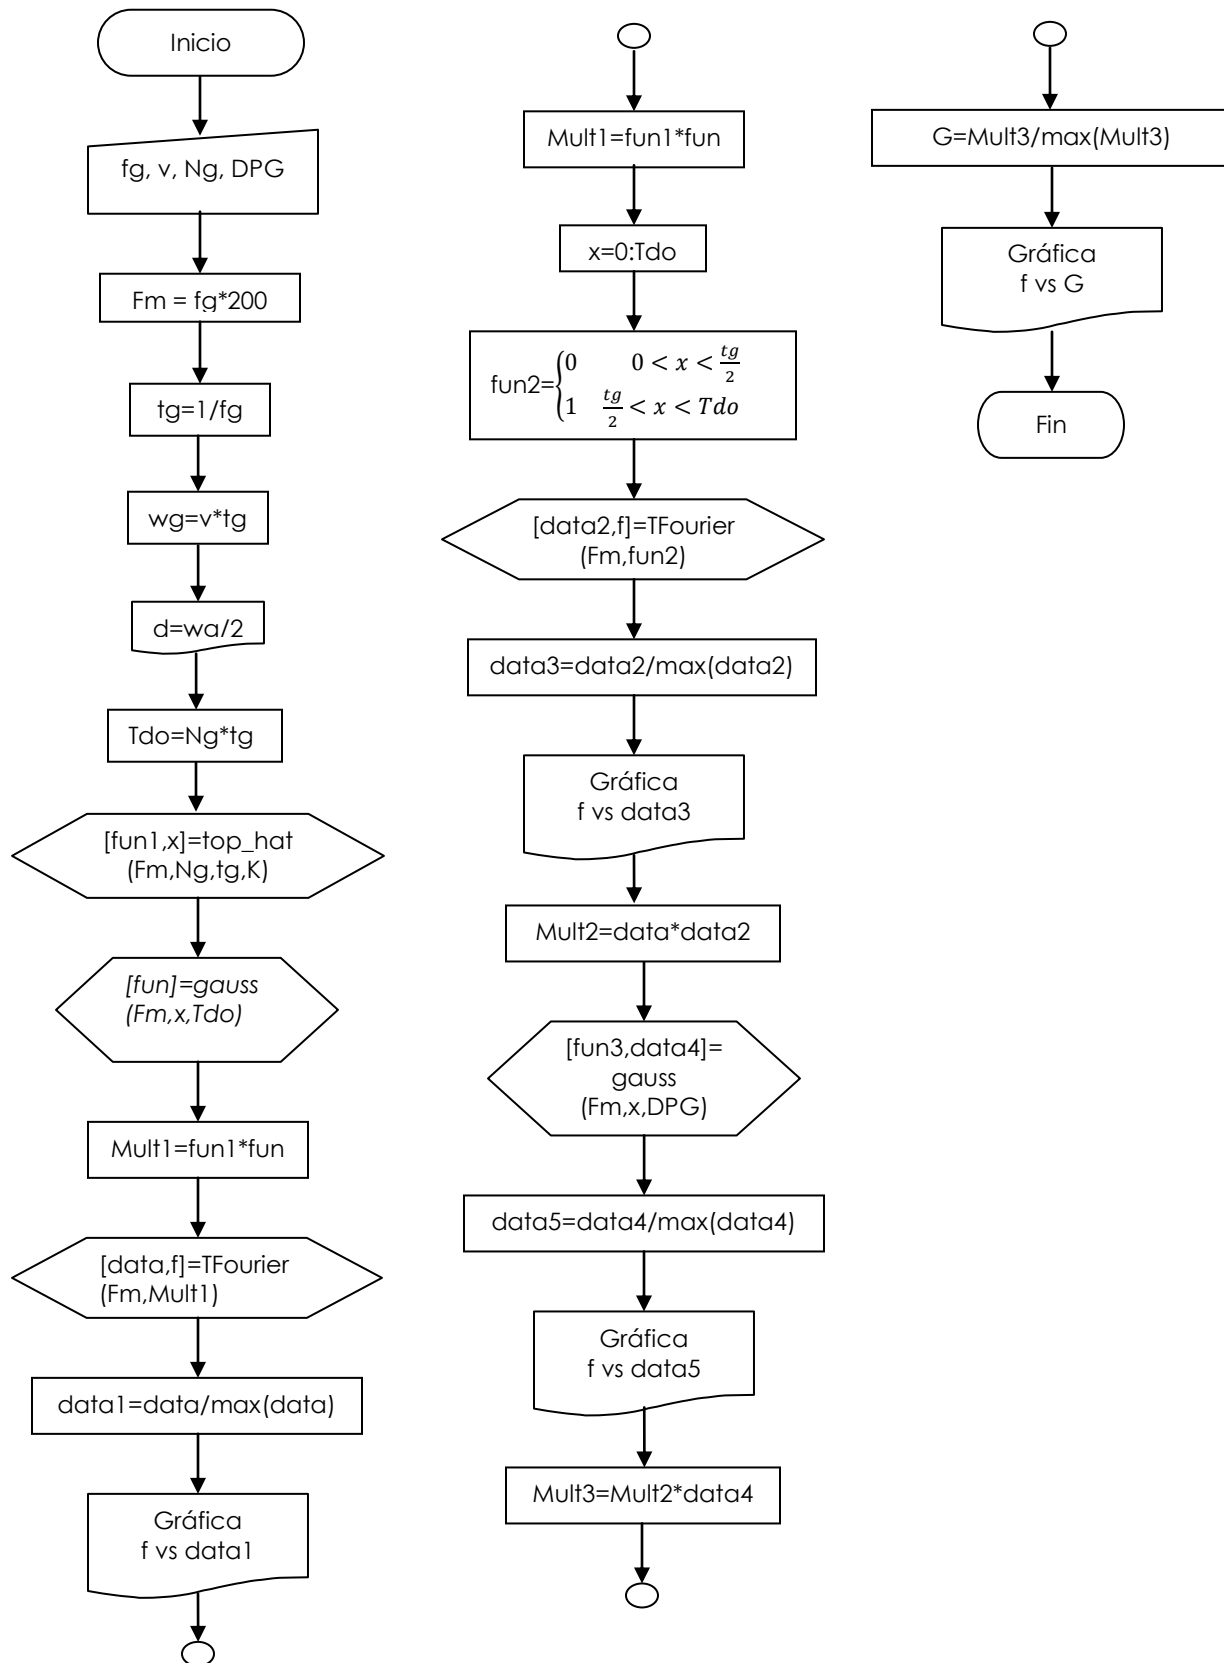 Inicio
fg, v, Ng, DPG
Fm = fg*200
tg=1/fg
wg=v*tg
d=wa/2
Tdo=Ng*tg
[fun1,x]=top_hat
(Fm,Ng,tg,K)
[fun]=gauss
(Fm,x,Tdo)
Mult1=fun1*fun
[data,f]=TFourier
(Fm,Mult1)
data1=data/max(data)
Gráfica
f vs data1
Mult1=fun1*fun
x=0:Tdo
fun2={0 0 < x < tg/2
1 tg/2 < x < Tdo
[data2,f]=TFourier
(Fm,fun2)
data3=data2/max(data2)
Gráfica
f vs data3
Mult2=data*data2
[fun3,data4]=
gauss
(Fm,x,DPG)
data5=data4/max(data4)
Gráfica
f vs data5
Mult3=Mult2*data4
G=Mult3/max(Mult3)
Gráfica
f vs G
Fin